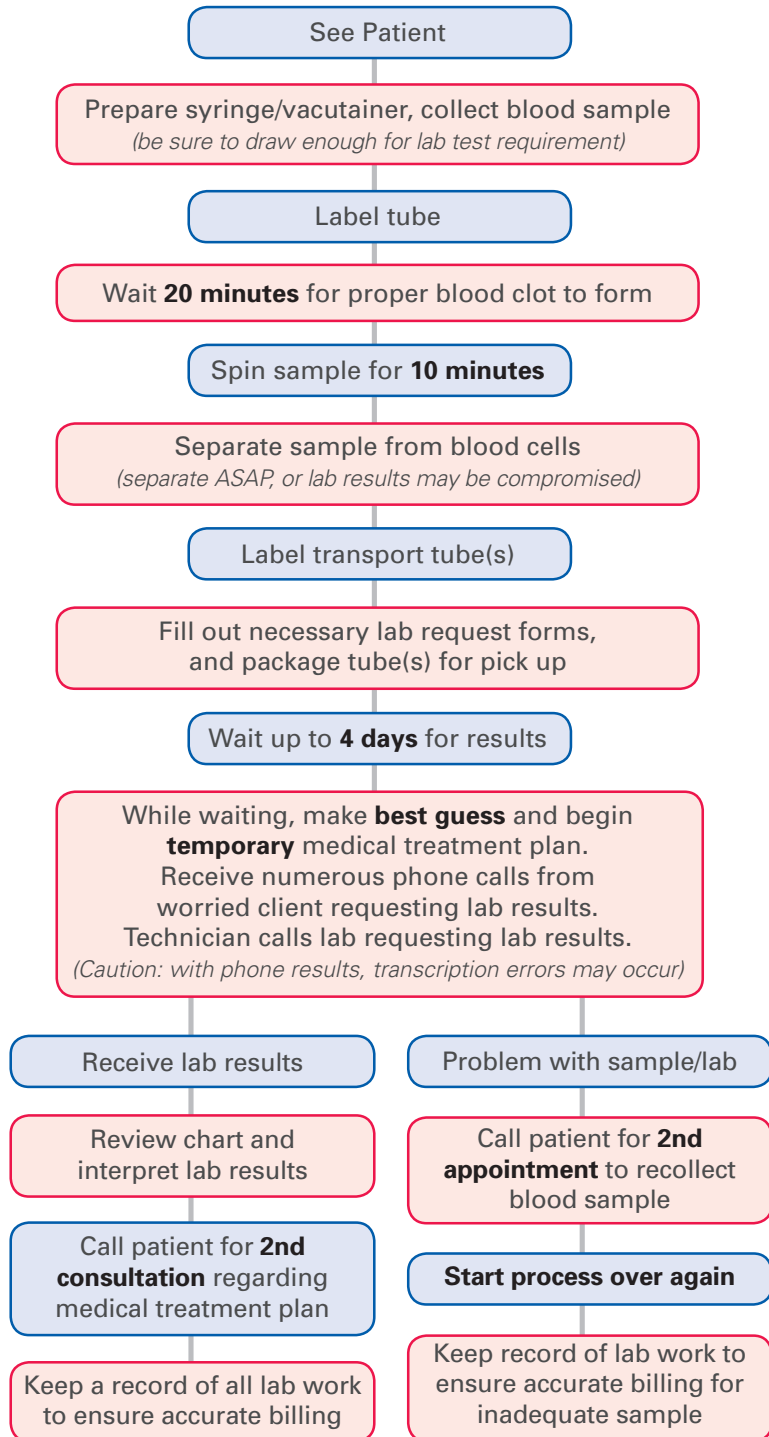 See Patient
Prepare syringe/vacutainer, collect blood sample
(be sure to draw enough for lab test requirement)
Label tube
Wait 20 minutes for proper blood clot to form
Spin sample for 10 minutes
Separate sample from blood cells
(separate ASAP, or lab results may be compromised)
Label transport tube(s)
Fill out necessary lab request forms,
and package tube(s) for pick up
Wait up to 4 days for results
While waiting, make best guess and begin
temporary medical treatment plan.
Receive numerous phone calls from
worried client requesting lab results.
Technician calls lab requesting lab results.
(Caution: with phone results, transcription errors may occur)
Receive lab results
Review chart and
interpret lab results
Call patient for 2nd
consultation regarding
medical treatment plan
Keep a record of all lab work
to ensure accurate billing
Problem with sample/lab
Call patient for 2nd
appointment to recollect
blood sample
Start process over again
Keep record of lab work to
ensure accurate billing for
inadequate sample